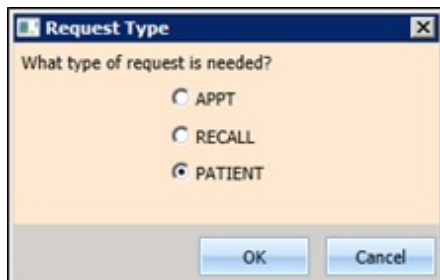 Request Type
What type of request is needed?
APPT
RECALL
PATIENT
OK Cancel